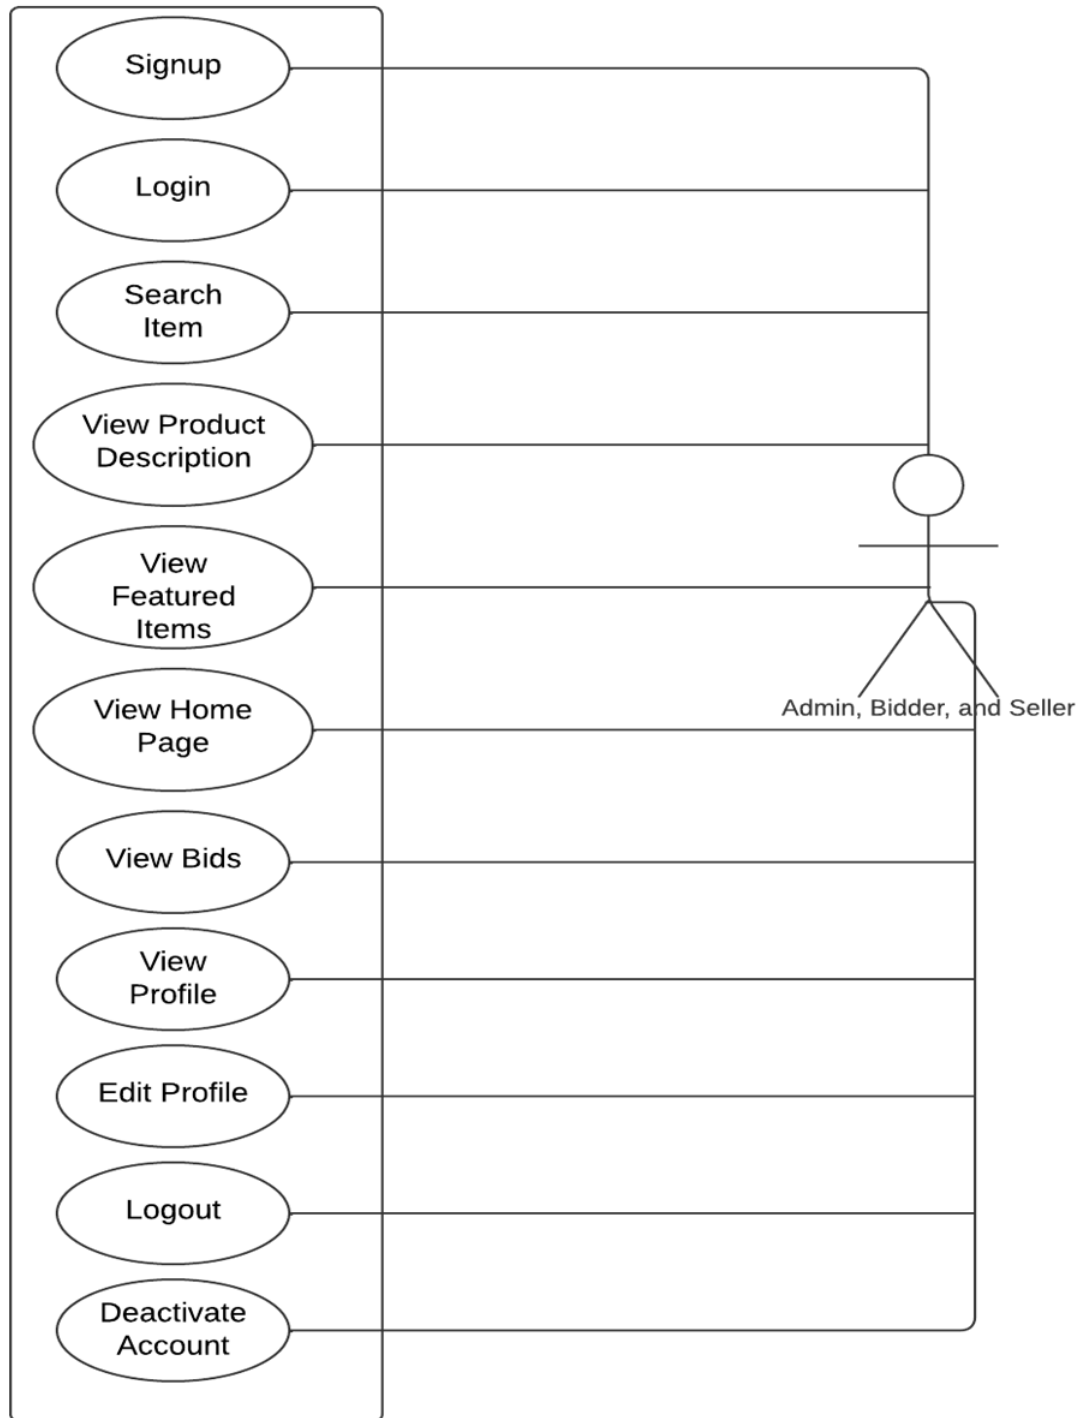 Signup
Login
Search
Item
View Product
Description
View
Featured
Items
Admin, Bidder, and Seller
View Home
Page
View Bids
View
Profile
Edit Profile
Logout
Deactivate
Account